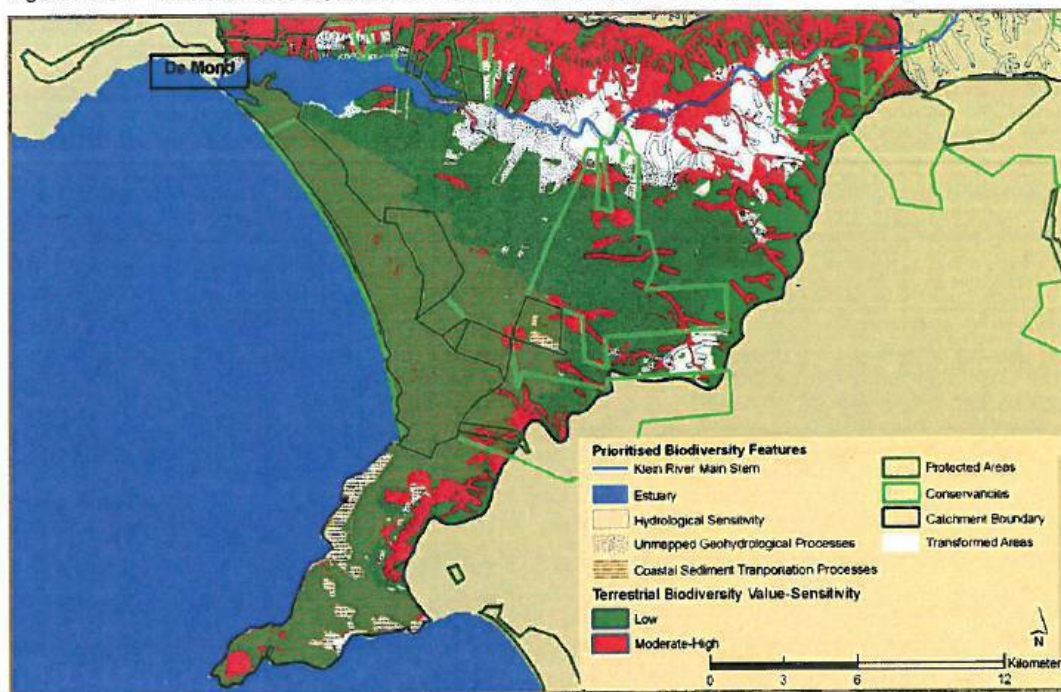 De Mond
Prioritised Biodiversity Features
Klein River Main Stem
Estuary
Hydrological Sensitivity
Unmapped Geohydrological Processes
Coastal Sediment Tranportation Processes
Terrestrial Biodiversity Value-Sensitivity
Low
Moderate-High
Protected Areas
Conservancies
Catchment Boundary
Transformed Areas
N
Kilometer
0 3 6 12